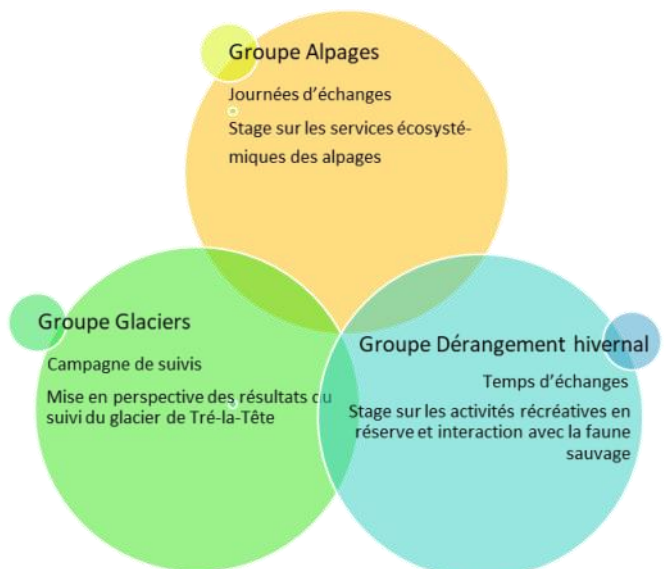 Groupe Alpages
Journées d'échanges
Stage sur les services écosysté-
miques des alpages
Groupe Glaciers
Campagne de suivis
Mise en perspective des résultats du
suivi du glacier de Tré-la-Tête
Groupe Dérangement hivernal
Temps d'échanges
Stage sur les activités récréatives en
réserve et interaction avec la faune
sauvage